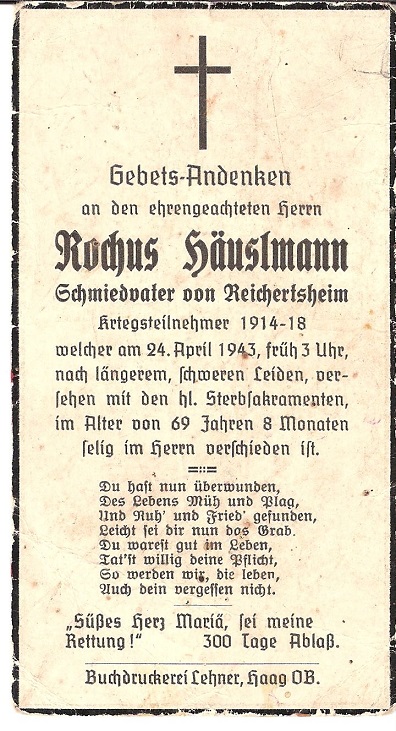 Gebets-Andenken
an den ehrengeachteten Herrn
Rochus Häuslmann
Schmiedvater von Reichertsheim
Kriegsteilnehmer 1914-18
welcher am 24. April 1943, früh 3 Uhr,
nach längerem, schweren Leiden, ver-
sehen mit den hl. Sterbsakramenten,
im Alter von 69 Jahren 8 Monaten
selig im Herrn verschieden ist.
Du hast nun überwunden,
Des Lebens Müh und Plag,
Und Ruh' und Fried' gefunden,
Leicht sei dir nun das Grab.
Du warest gut im Leben,
Tat'st willig deine Pflicht,
So werden wir, die leben,
Auch dein vergessen nicht.
„Süßes Herz Mariä, sei meine
Rettung!" 300 Tage Ablaß.
Buchdruckerei Lehner, Haag OB.